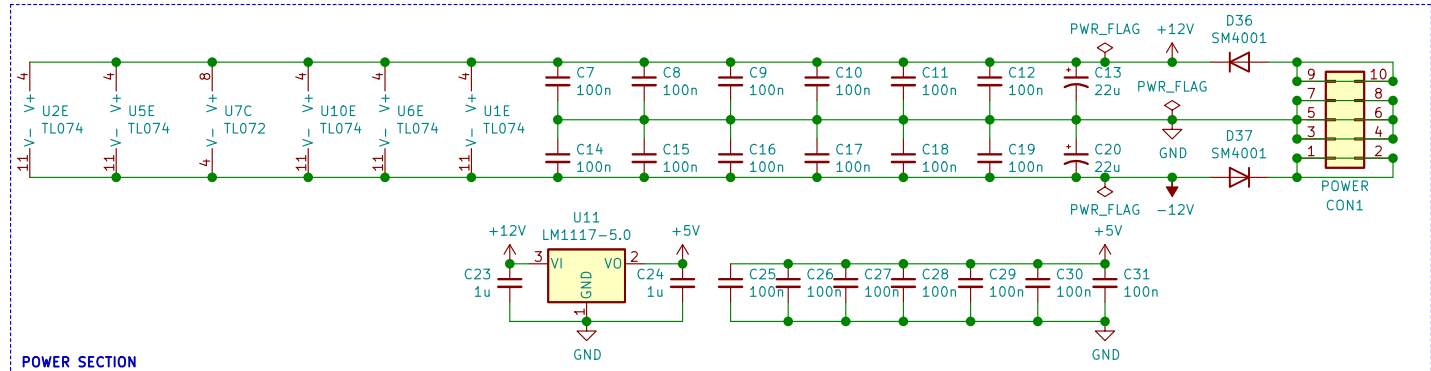 D36
SM4001
PWR_FLAG
+12V
4
V+
V-
11
U2E
TL074
4
V+
V-
11
U5E
TL074
8
V+
V-
4
U7C
TL072
4
V+
V-
11
U10E
TL074
4
V+
V-
11
U6E
TL074
4
V+
V-
11
U1E
TL074
C7
100n
C8
100n
C9
100n
C10
100n
C11
100n
C12
100n
C13
22u
PWR_FLAG
GND
9
10
7
8
5
6
3
4
1
2
POWER
CON1
C14
100n
C15
100n
C16
100n
C17
100n
C18
100n
C19
100n
C20
22u
D37
SM4001
PWR_FLAG
-12V
U11
LM1117-5.0
+12V
+5V
3
VI
VO
2
GND
1
C23
1u
C24
1u
GND
+5V
C25
100n
C26
100n
C27
100n
C28
100n
C29
100n
C30
100n
C31
100n
GND
POWER SECTION